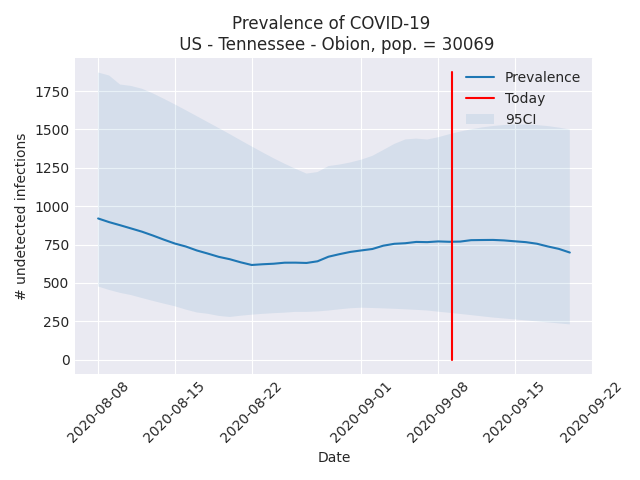 Prevalence of COVID-19
US - Tennessee - Obion, pop. = 30069
Prevalence
Today
95CI
# undetected infections
1750
1500
1250
1000
750
500
250
0
2020-08-08
2020-08-15
2020-08-22
2020-09-01
2020-09-08
2020-09-15
2020-09-22
Date